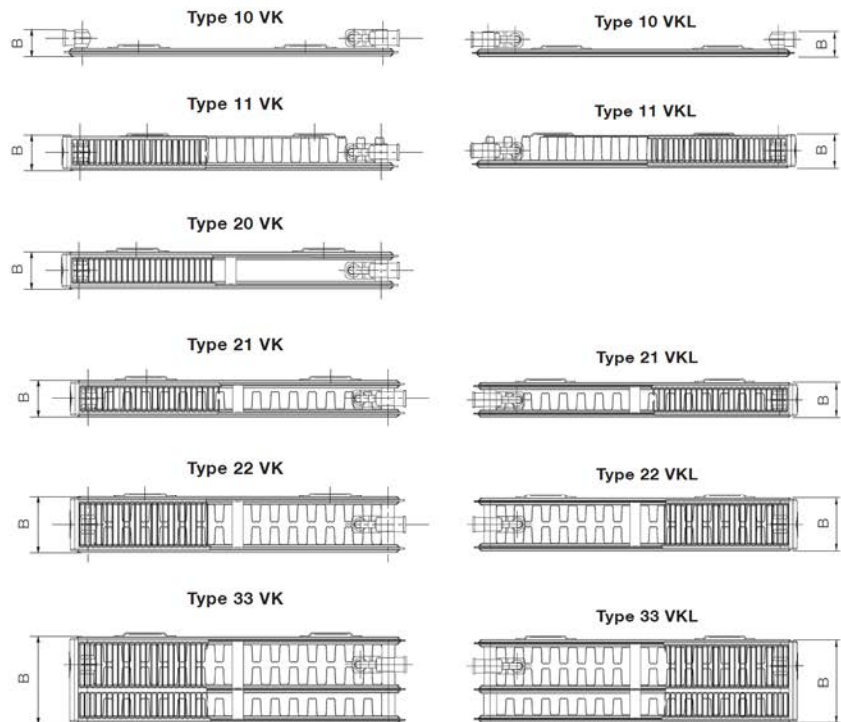 Type 10 VK
B
Type 10 VKL
B
Type 11 VK
B
Type 11 VKL
B
Type 20 VK
B
Type 21 VK
B
Type 21 VKL
B
Type 22 VK
B
Type 22 VKL
B
Type 33 VK
B
Type 33 VKL
B